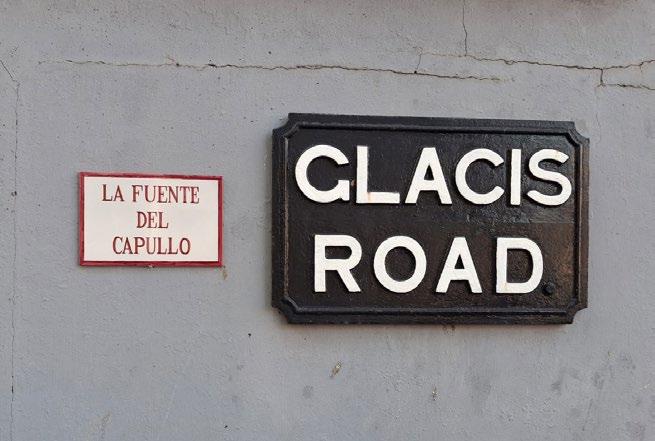 LA FUENTE
DEL
CAPULLO
GLACIS
ROAD.